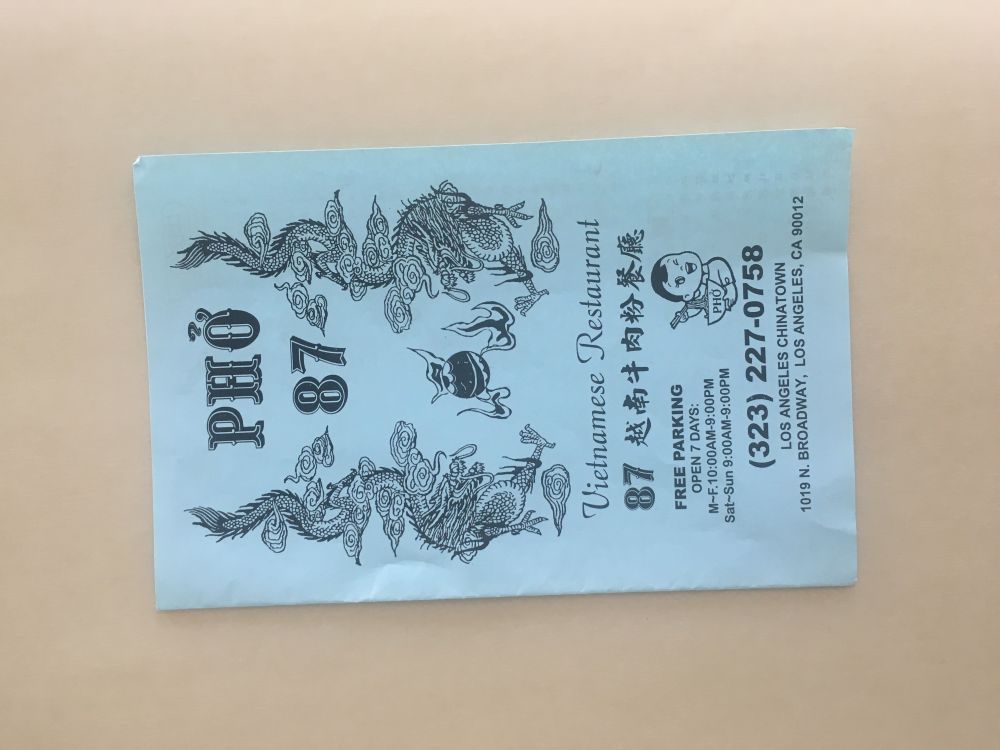 PHỞ
87
Vietnamese Restaurant
87 越南牛肉粉餐廳
FREE PARKING
OPEN 7 DAYS:
M~F.10:00AM-9:00PM
Sat~Sun 9:00AM-9:00PM
PHỞ
(323) 227-0758
LOS ANGELES CHINATOWN
1019 N. BROADWAY, LOS ANGELES, CA 90012